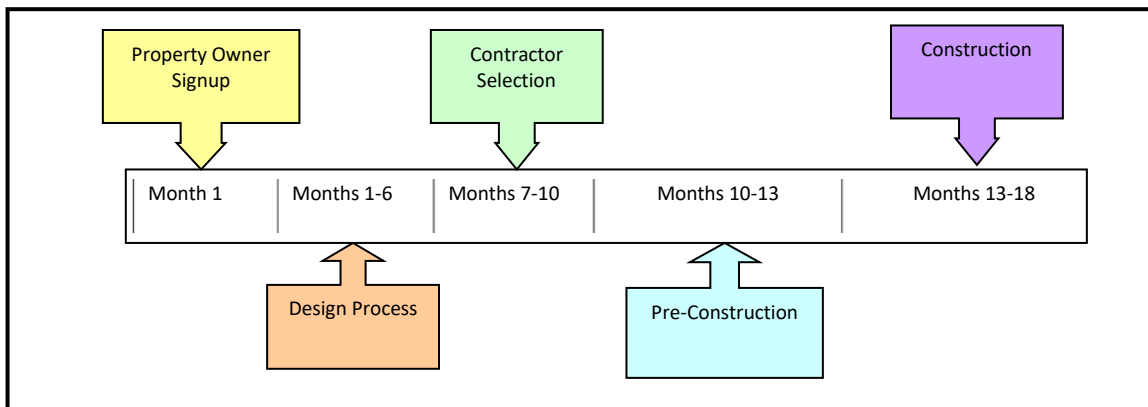 Property Owner
Signup
Contractor
Selection
Construction
Month 1
Months 1-6
Months 7-10
Months 10-13
Months 13-18
Design Process
Pre-Construction